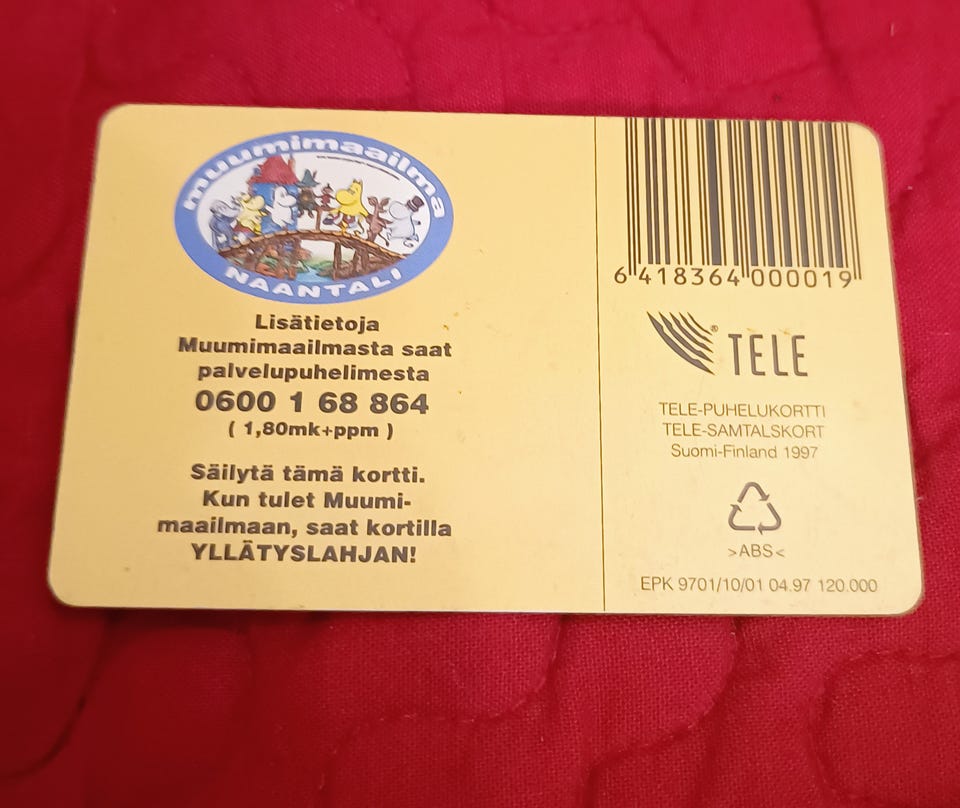 muumimaailma
NAANTALI
Lisätietoja
Muumimaailmasta saat
palvelupuhelimesta
0600 1 68 864
( 1,80mk+ppm )
Säilytä tämä kortti.
Kun tulet Muumi-
maailmaan, saat kortilla
YLLÄTYSLAHJAN!
6 418364 000019
® TELE
TELE-PUHELUKORTTI
TELE-SAMTALSKORT
Suomi-Finland 1997
>ABS<
EPK 9701/10/01 04.97 120.000